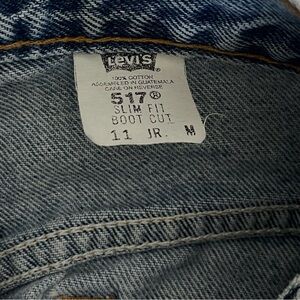 LEVI'S
100% COTTON
ASSEMBLED IN GUATEMALA
CARE ON REVERSE
517®
SLIM FIT
BOOT CUT
11 JR. M